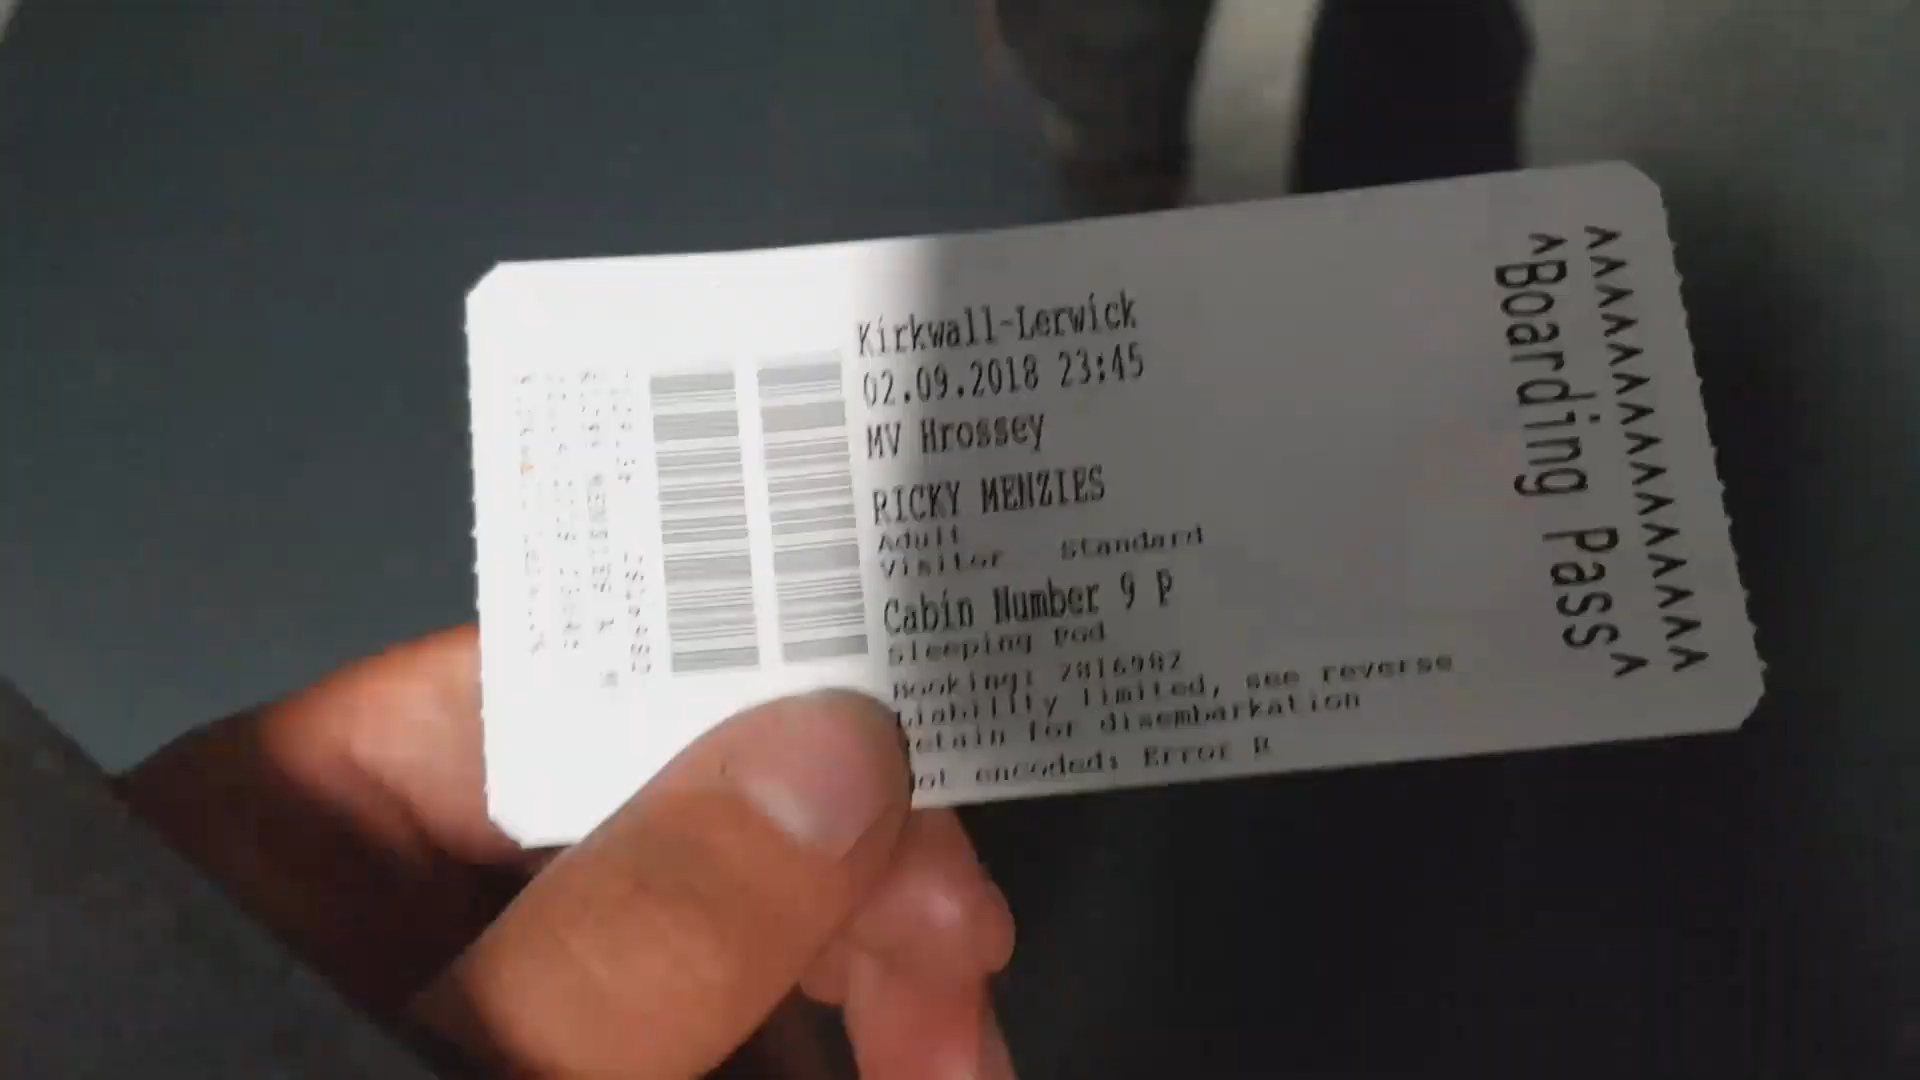 Kirkwall-Lerwick
02.09.2018 23:45
MV Hrossey
RICKY MENZIES
Adult
Visitor Standard
Cabin Number 9 P
Sleeping Pod
Booking: 2816982
Liability limited, see reverse
for disembarkation
encoded: Error R
^Boarding Pass^
^^^^^^^^^^^^^^^